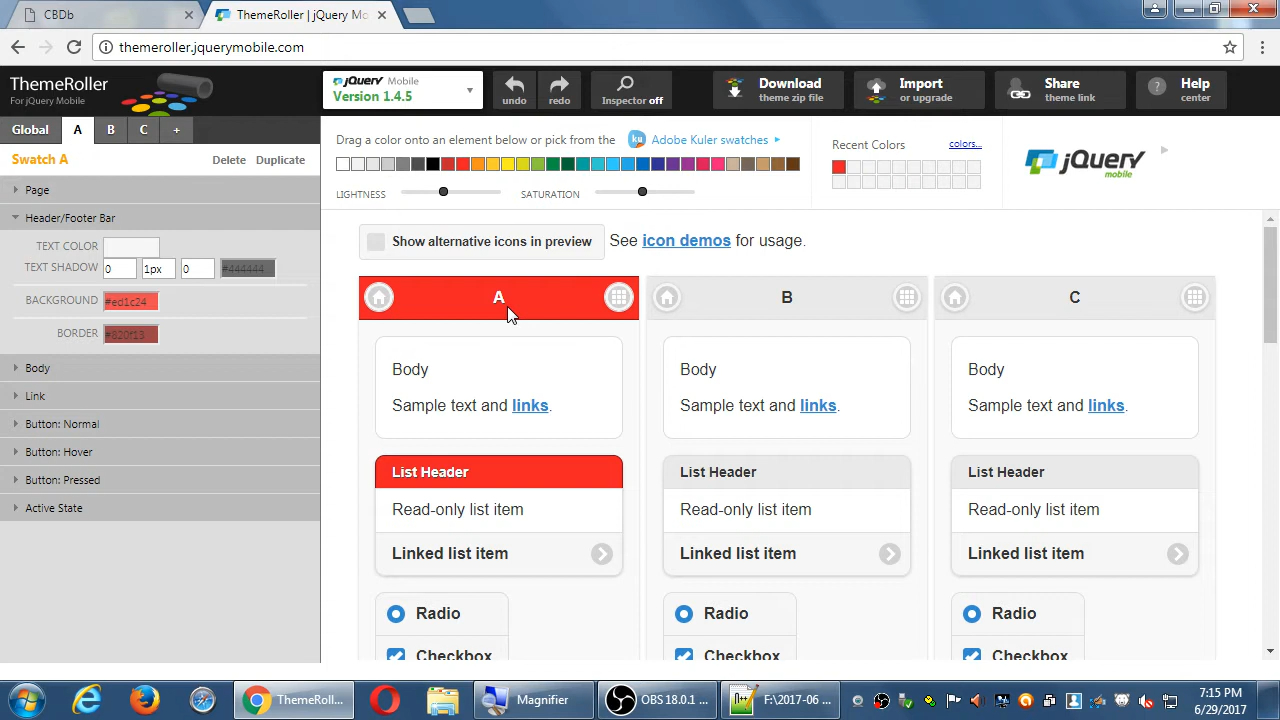 CBDb
ThemeRoller | jQuery Mo
themeroller.jquerymobile.com
ThemeRoller
For jQuery Mobile
jQuery Mobile
Version 1.4.5
undo
redo
Inspector off
Download
theme zip file
Import
or upgrade
Share
theme link
? Help
center
Global A B C +
Swatch A Delete Duplicate
Page
Header/Footer Bar
TEXT COLOR
TEXT SHADOW 0 1px 0 #444444
BACKGROUND #ed1c24
BORDER #820f13
Body
Link
Button: Normal
Button: Hover
Button: Pressed
Active State
Drag a color onto an element below or pick from the ku Adobe Kuler swatches
LIGHTNESS SATURATION
Recent Colors colors...
jQuery
mobile
Show alternative icons in preview See icon demos for usage.
A
Body
Sample text and links.
List Header
Read-only list item
Linked list item
Radio
Checkbox
B
Body
Sample text and links.
List Header
Read-only list item
Linked list item
Radio
Checkbox
C
Body
Sample text and links.
List Header
Read-only list item
Linked list item
Radio
Checkbox
ThemeRoll...
Magnifier
OBS 18.0.1 ...
F:\2017-06 ...
7:15 PM
6/29/2017